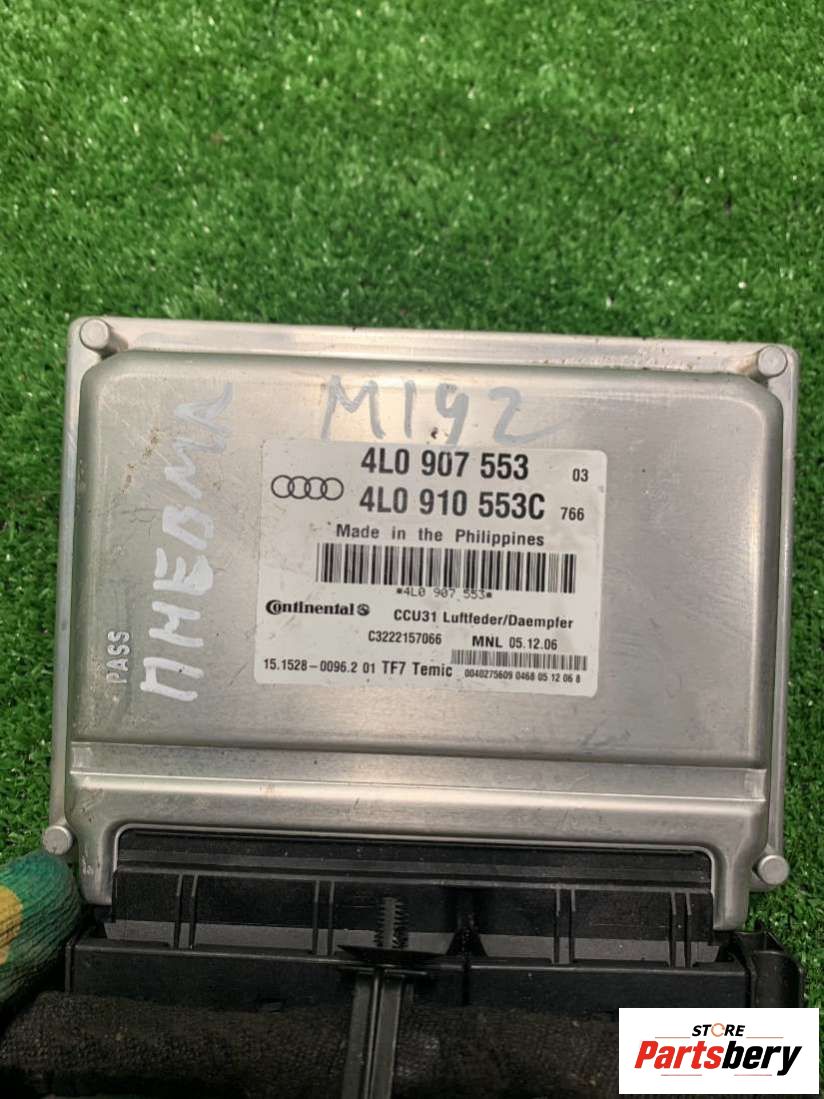 M192
ПНЕВМА
PASS
4L0 907 553 03
4L0 910 553C 766
Made in the Philippines
*4L0 907 553*
Continental CCU31 Luftfeder/Daempfer
C3222157066 MNL 05.12.06
15.1528-0096.2 01 TF7 Temic 0040275609 0468 05 12 06 8
STORE
Partsbery